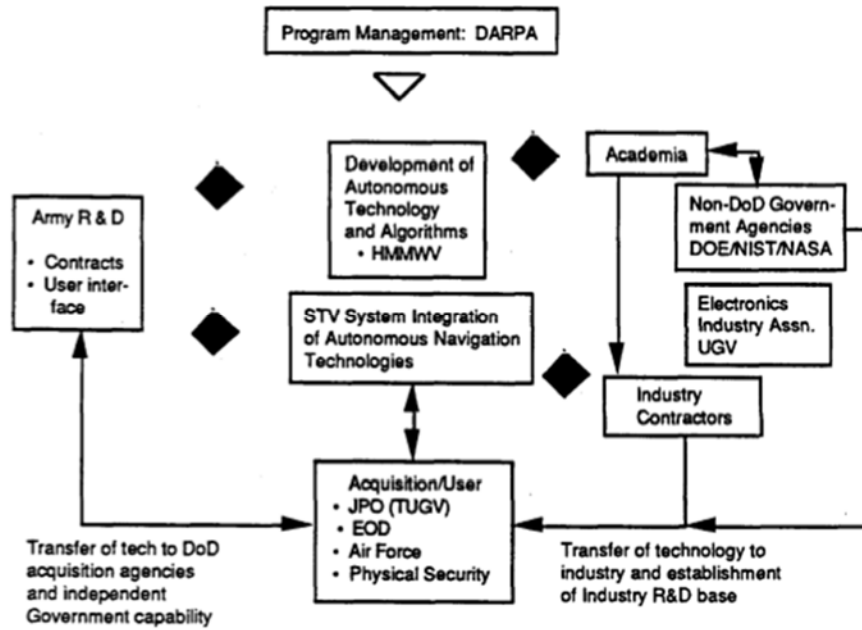 Program Management: DARPA
Development of
Autonomous
Technology
and Algorithms
• HMMWV
Academia
Non-DoD Govern-
ment Agencies
DOE/NIST/NASA
Army R & D
• Contracts
• User inter-
face
STV System Integration
of Autonomous Navigation
Technologies
Electronics
Industry Assn.
UGV
Industry
Contractors
Acquisition/User
• JPO (TUGV)
• EOD
• Air Force
• Physical Security
Transfer of tech to DoD
acquisition agencies
and independent
Government capability
Transfer of technology to
industry and establishment
of Industry R&D base